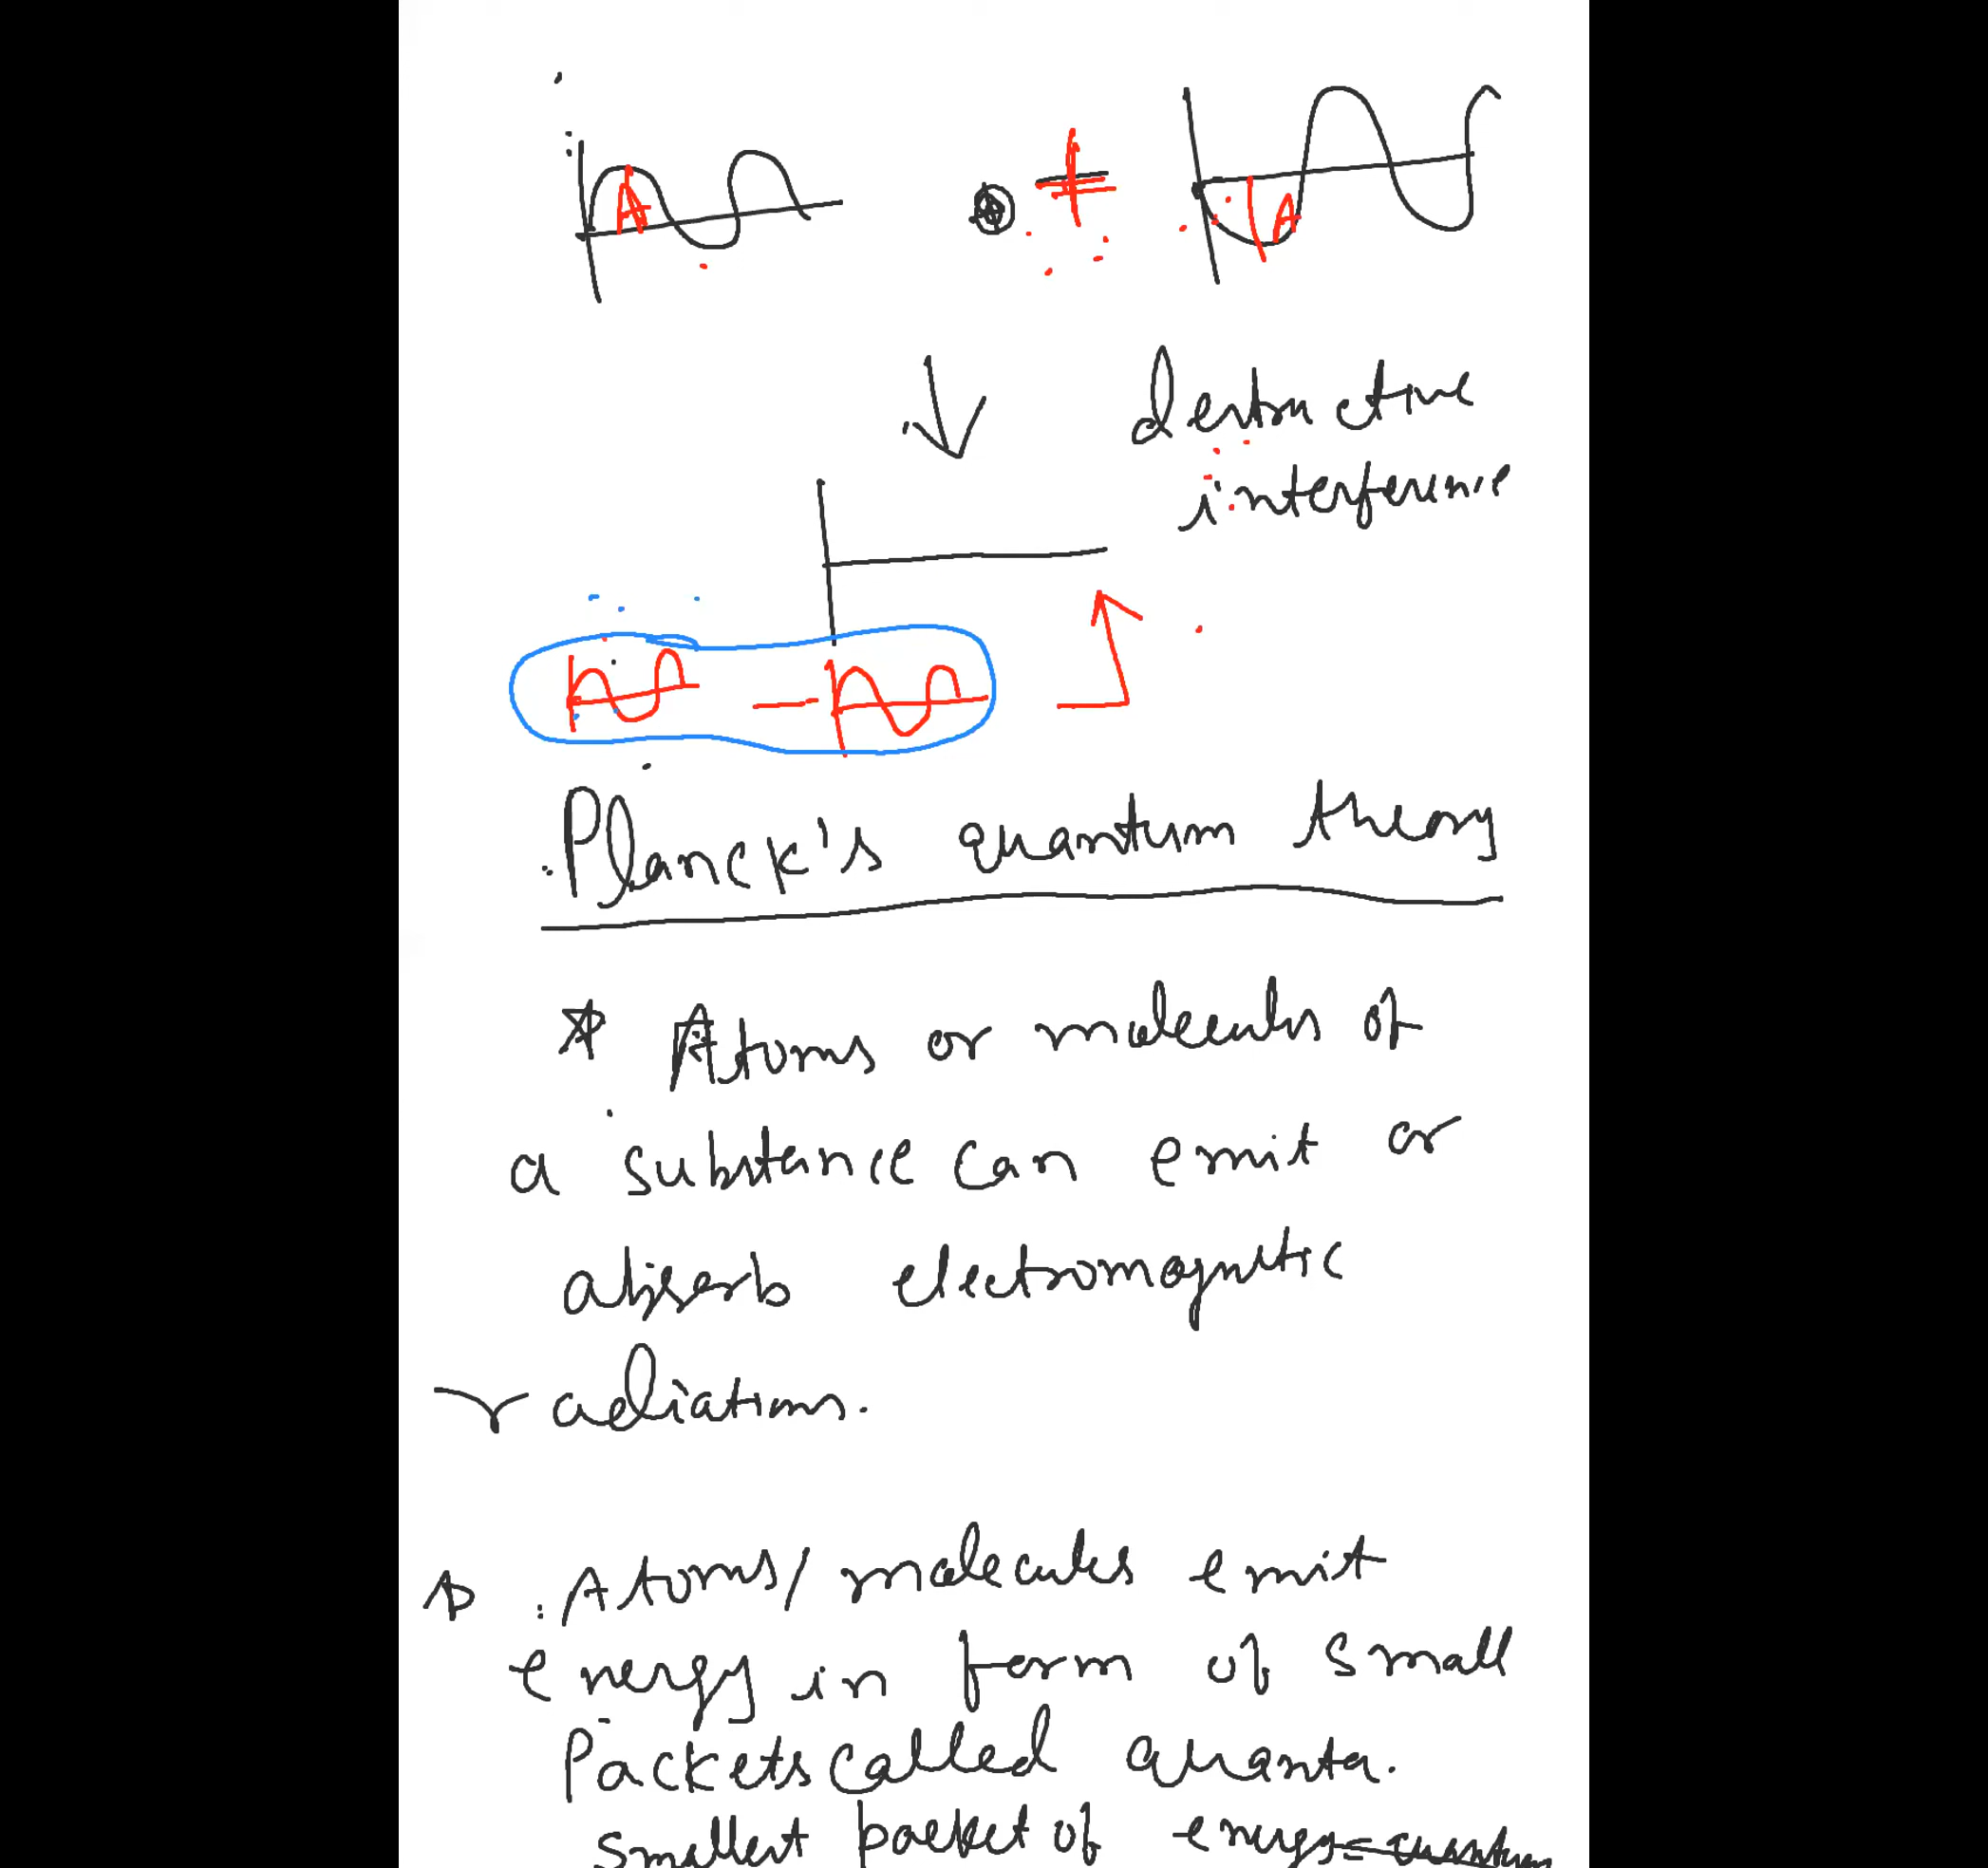 A + A
destructive
interference
-
Planck's quantum theory
* Atoms or molecules of
a substance can emit or
absorb electromagnetic
radiations.
Atoms/molecules emit
energy in form of small
Packets called quanta.
smallest packet of energy = quantum